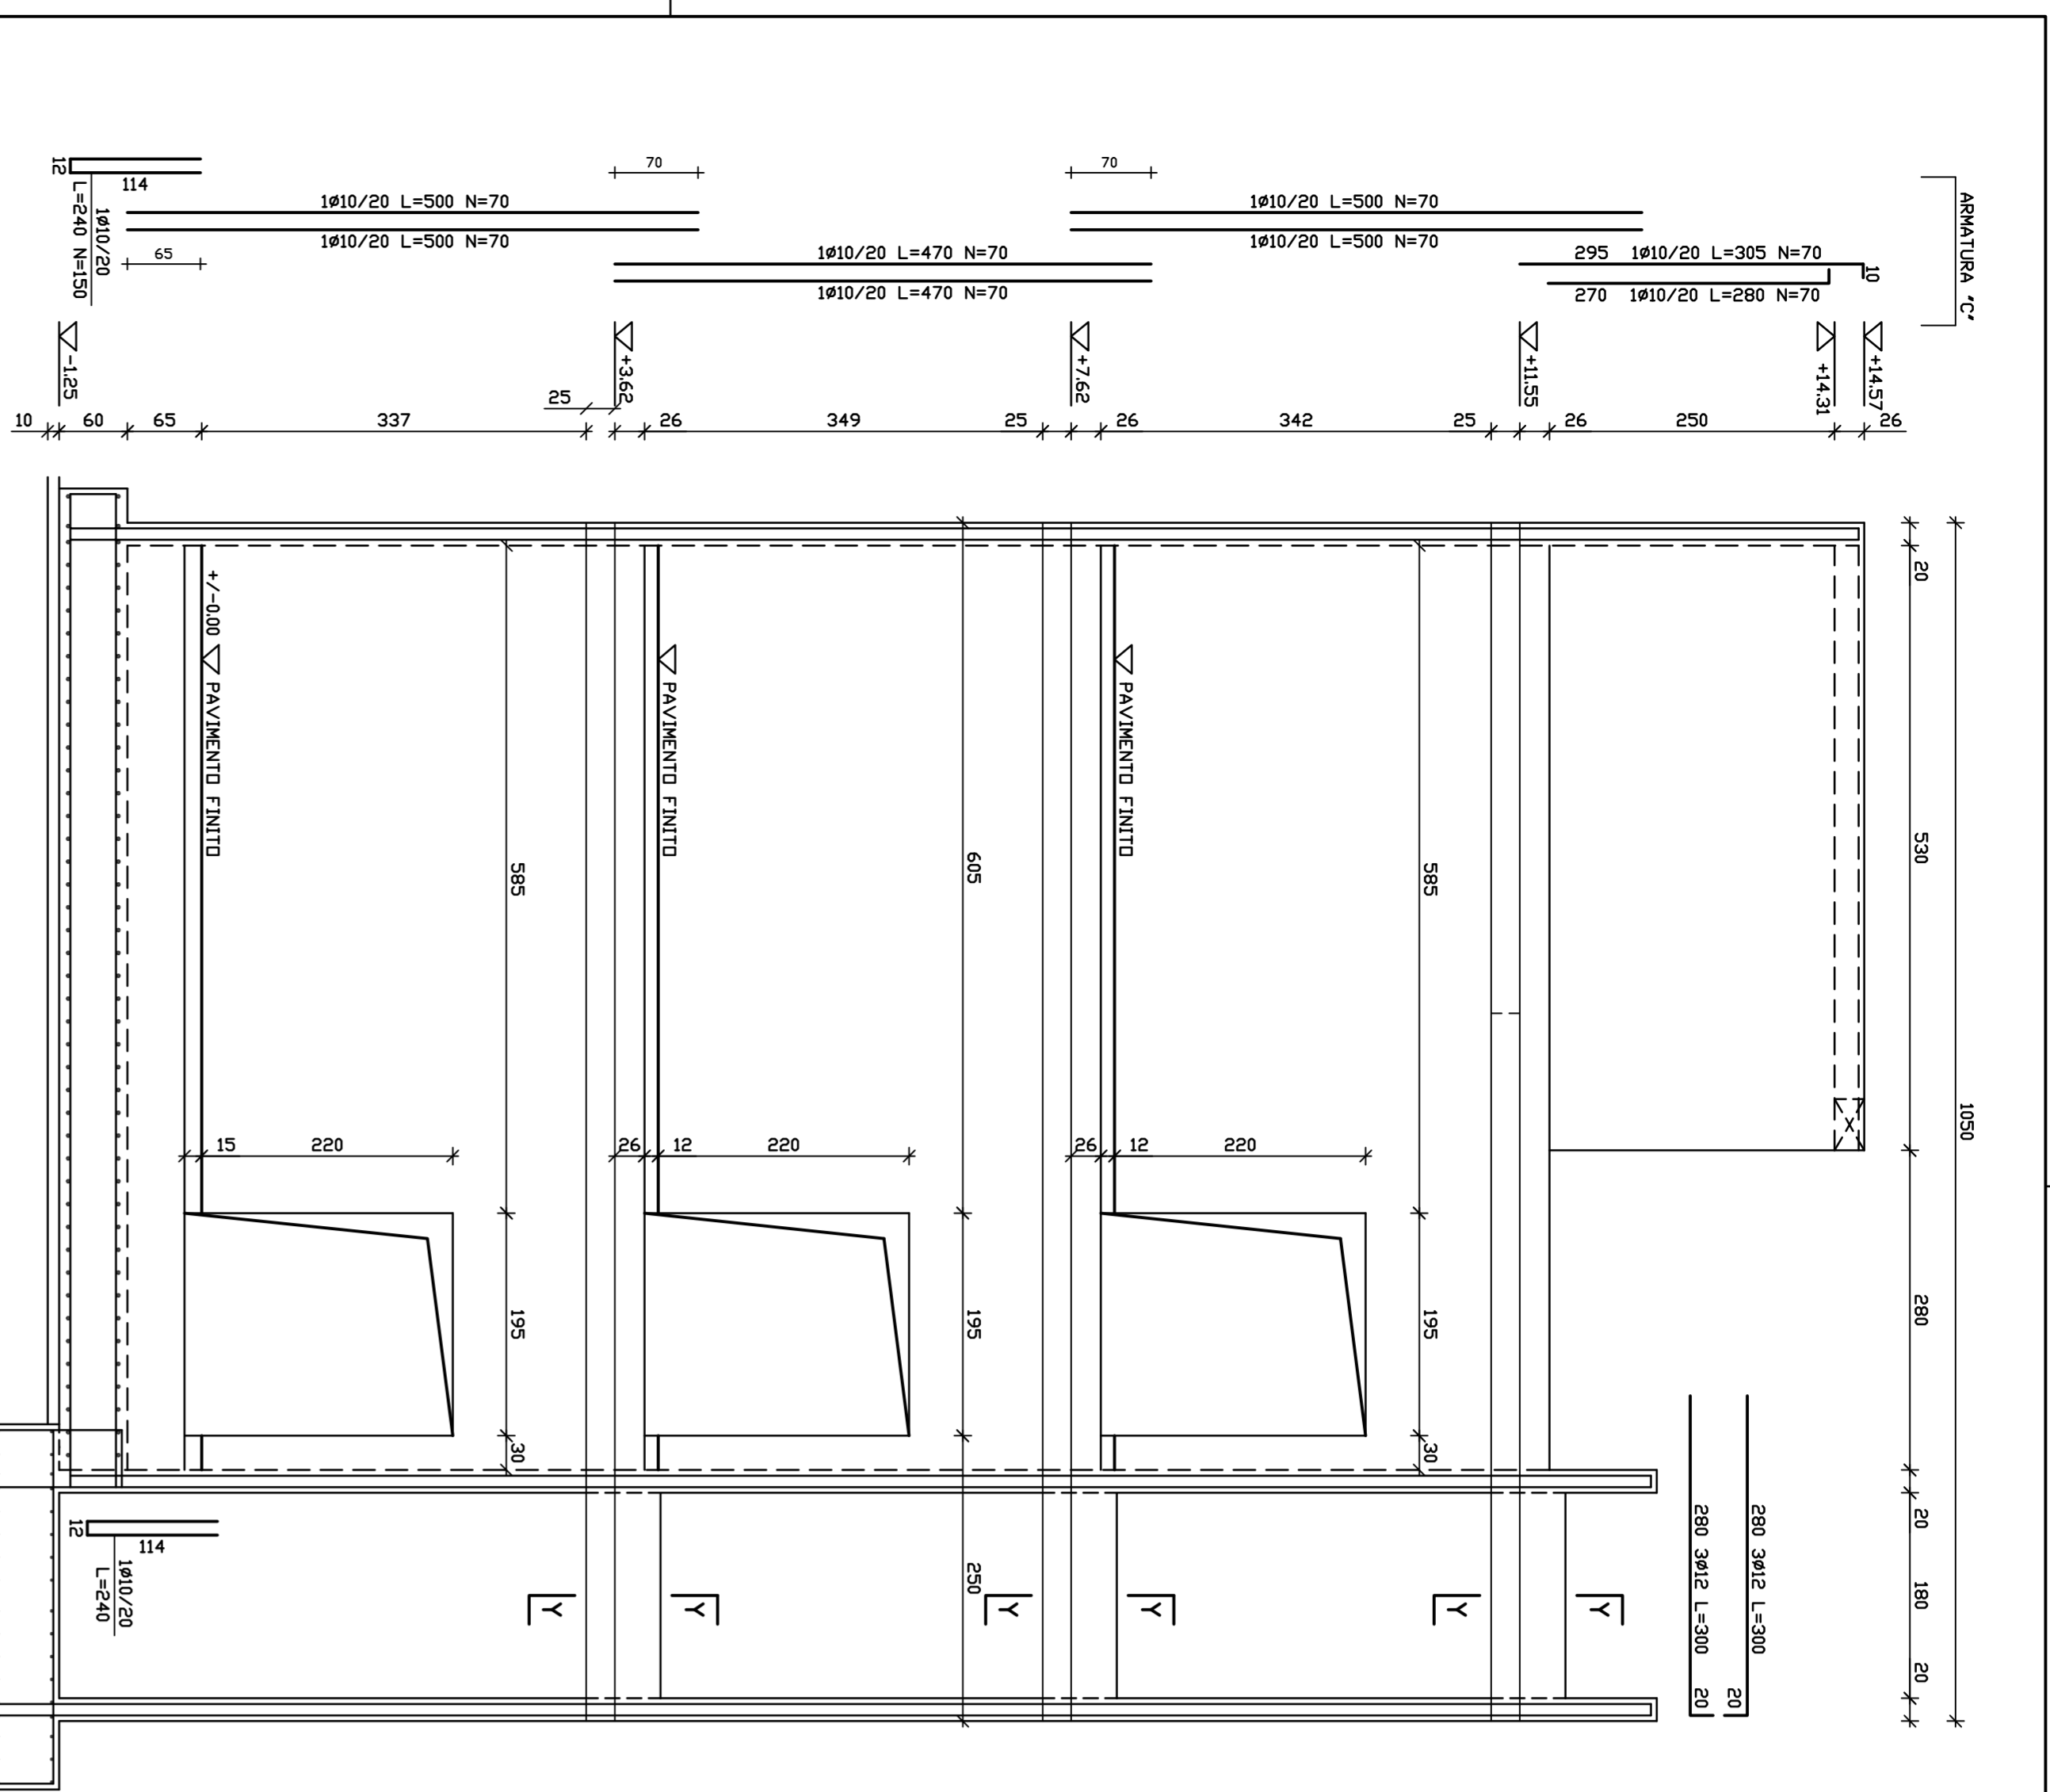 ARMATURA "C"
12
114
1ø10/20
L=240 N=150
1ø10/20 L=500 N=70
1ø10/20 L=500 N=70
65
70
1ø10/20 L=470 N=70
1ø10/20 L=470 N=70
70
1ø10/20 L=500 N=70
1ø10/20 L=500 N=70
295 1ø10/20 L=305 N=70
10
270 1ø10/20 L=280 N=70
-1.25
+3.62
+7.62
+11.55
+14.31
+14.57
10
60
65
337
25
26
349
25
26
342
25
26
250
26
+/-0.00 PAVIMENTO FINITO
PAVIMENTO FINITO
PAVIMENTO FINITO
585
605
585
20
530
1050
15
220
26
12
220
26
12
220
195
195
195
280
30
30
250
20
180
20
280 3ø12 L=300
20
280 3ø12 L=300
20
12
114
1ø10/20
L=240
Y
Y
Y
Y
Y
Y